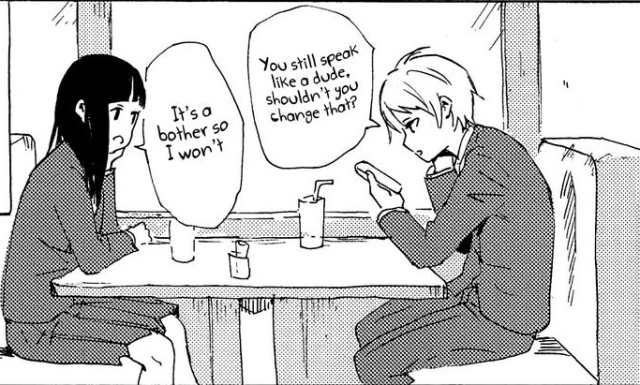 You still speak
like a dude,
shouldn't you
change that?
It's a
bother so
I won't